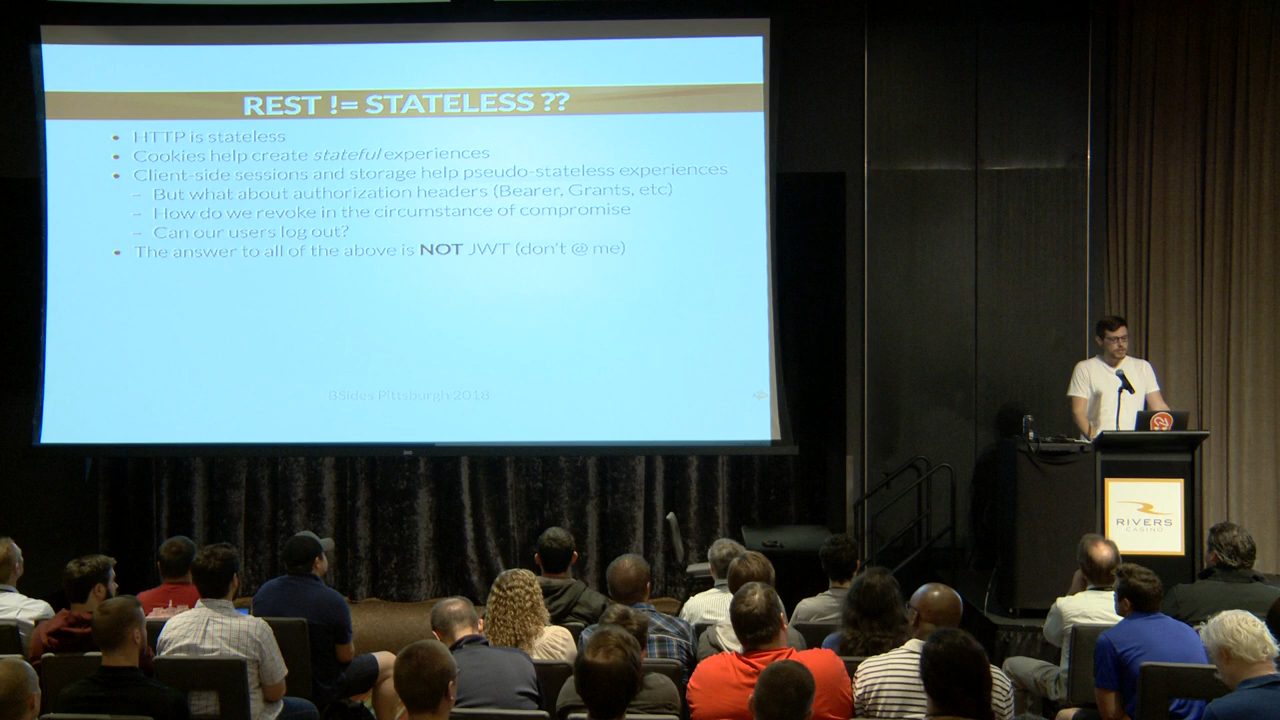 REST != STATELESS ??
• HTTP is stateless
• Cookies help create stateful experiences
• Client-side sessions and storage help pseudo-stateless experiences
– But what about authorization headers (Bearer, Grants, etc)
– How do we revoke in the circumstance of compromise
– Can our users log out?
• The answer to all of the above is NOT JWT (don't @ me)
BSides Pittsburgh 2018
RIVERS
CASINO